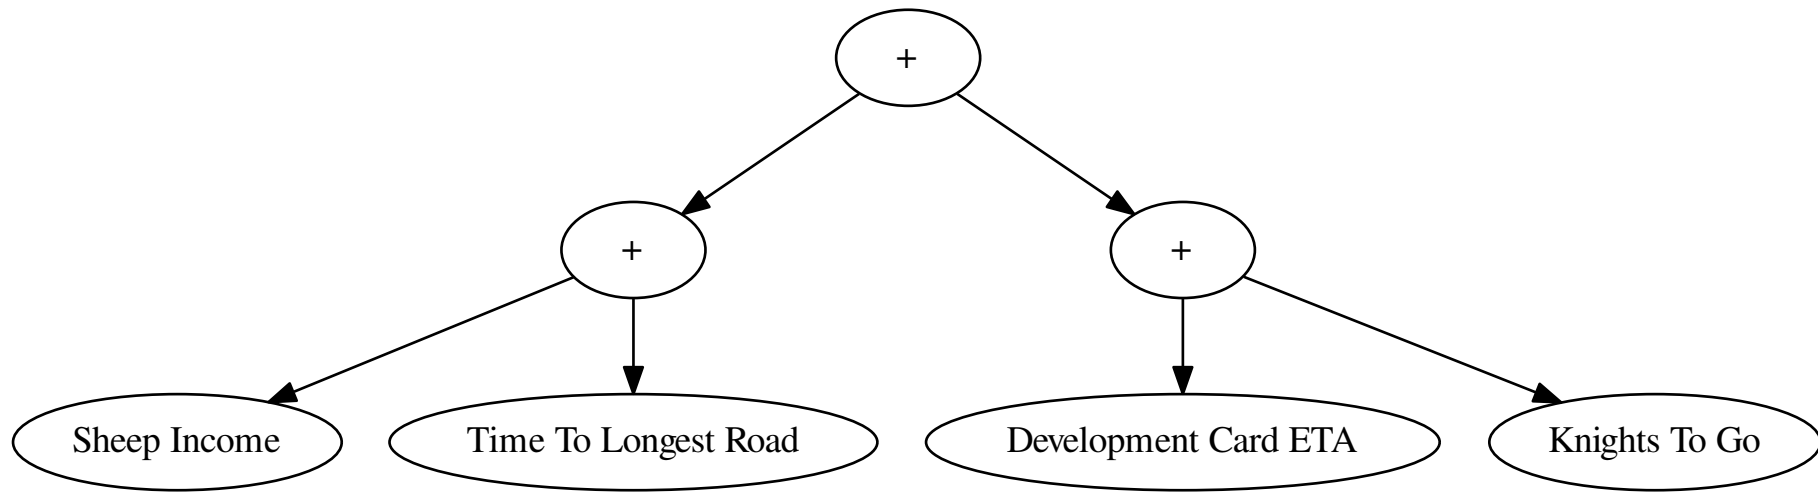 +
+
+
Sheep Income
Time To Longest Road
Development Card ETA
Knights To Go